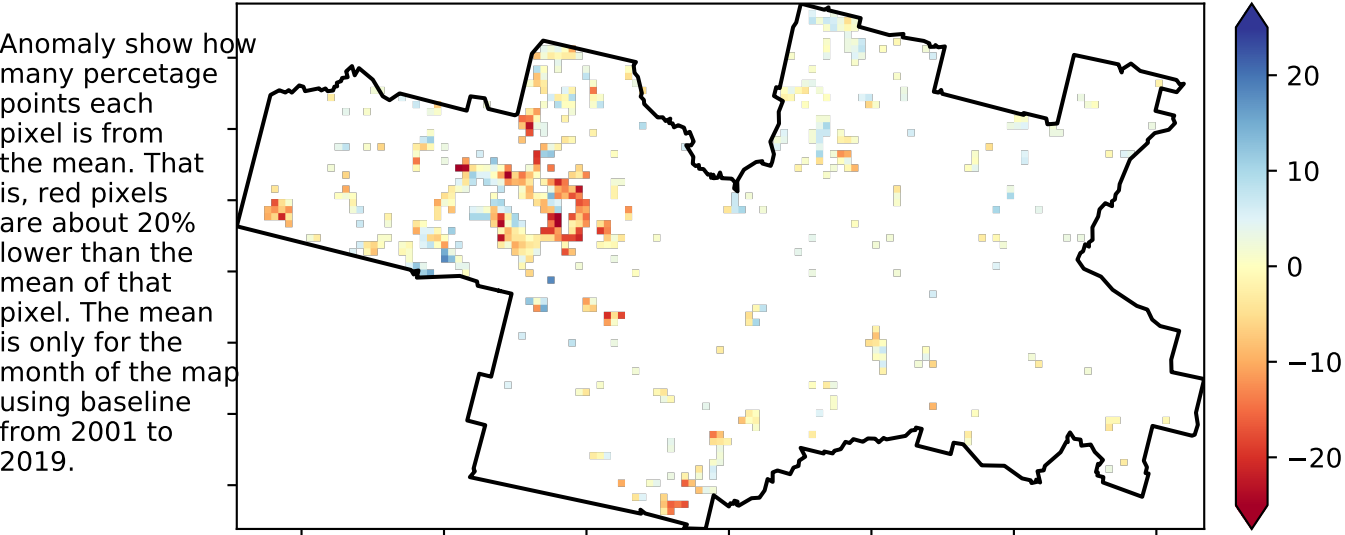 Anomaly show how
many percetage
points each
pixel is from
the mean. That
is, red pixels
are about 20%
lower than the
mean of that
pixel. The mean
is only for the
month of the map
using baseline
from 2001 to
2019.
20
10
0
−10
−20